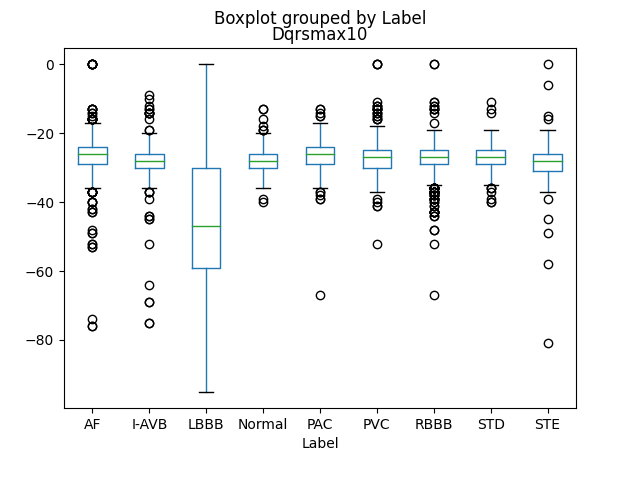 Boxplot grouped by Label
Dqrsmax10
0
−20
−40
−60
−80
AF I-AVB LBBB Normal PAC PVC RBBB STD STE
Label